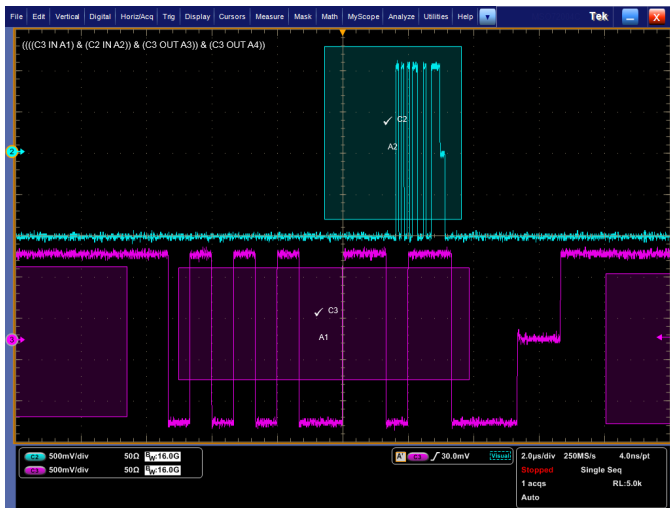 File Edit Vertical Digital Horiz/Acq Trig Display Cursors Measure Mask Math MyScope Analyze Utilities Help Tek X
((((C3 IN A1) & (C2 IN A2)) & (C3 OUT A3)) & (C3 OUT A4))
C2
A2
2
C3
A1
3
C2 500mV/div 50Ω BW:16.0G
C3 500mV/div 50Ω BW:16.0G
A' C3 30.0mV Visual
2.0µs/div 250MS/s 4.0ns/pt
Stopped Single Seq
1 acqs RL:5.0k
Auto